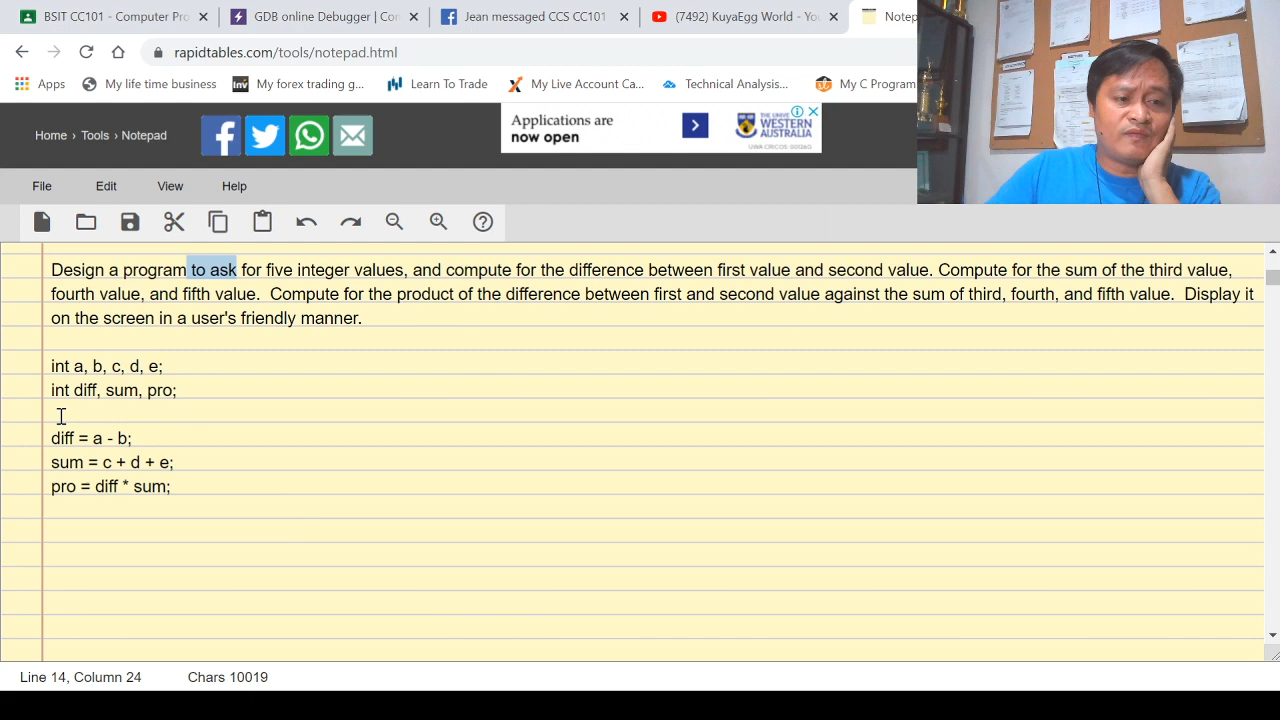 BSIT CC101 - Computer Pro
GDB online Debugger | Con
Jean messaged CCS CC101
(7492) Kuya Egg World - Yo
Notep
rapidtables.com/tools/notepad.html
Apps
My life time business
My forex trading g...
Learn To Trade
My Live Account Ca...
Technical Analysis...
My C Program
Home › Tools › Notepad
Applications are
now open
WESTERN
AUSTRALIA
File Edit View Help
Design a program to ask for five integer values, and compute for the difference between first value and second value. Compute for the sum of the third value,
fourth value, and fifth value.  Compute for the product of the difference between first and second value against the sum of third, fourth, and fifth value.  Display it
on the screen in a user's friendly manner.
int a, b, c, d, e;
int diff, sum, pro;
diff = a - b;
sum = c + d + e;
pro = diff * sum;
Line 14, Column 24
Chars 10019